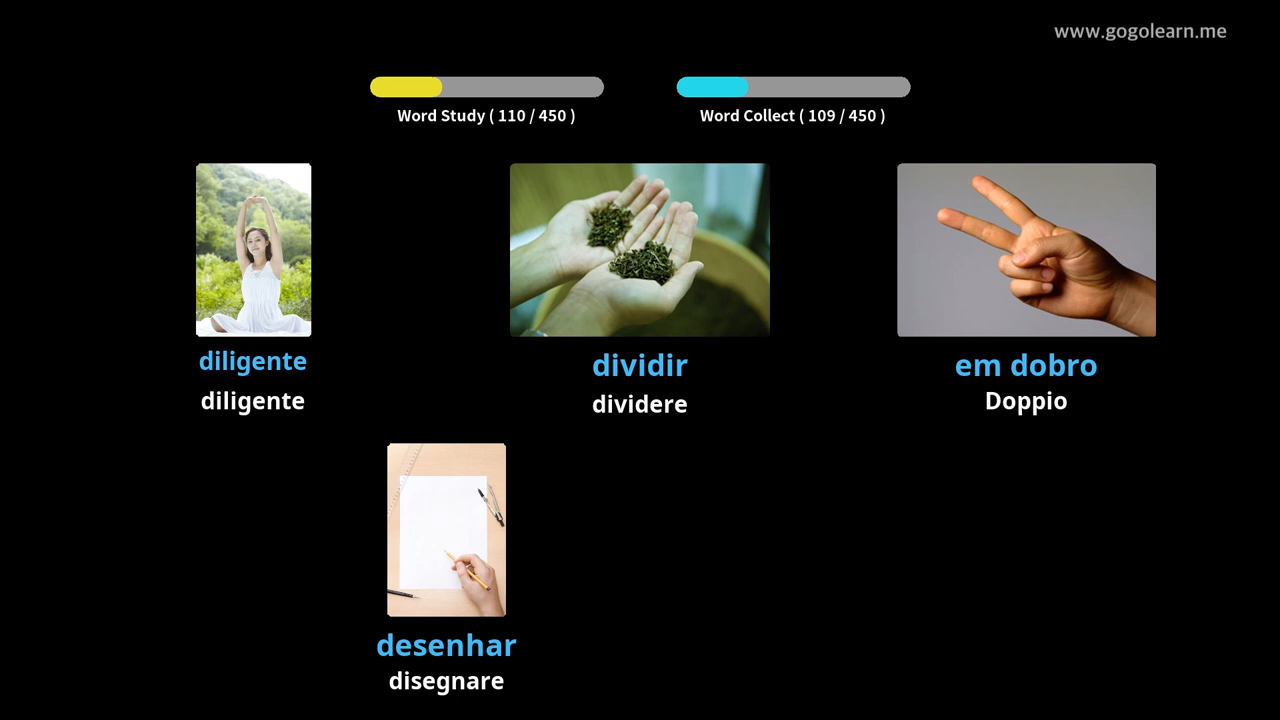 www.gogolearn.me
Word Study ( 110 / 450 )
Word Collect ( 109 / 450 )
diligente
diligente
dividir
dividere
em dobro
Doppio
desenhar
disegnare